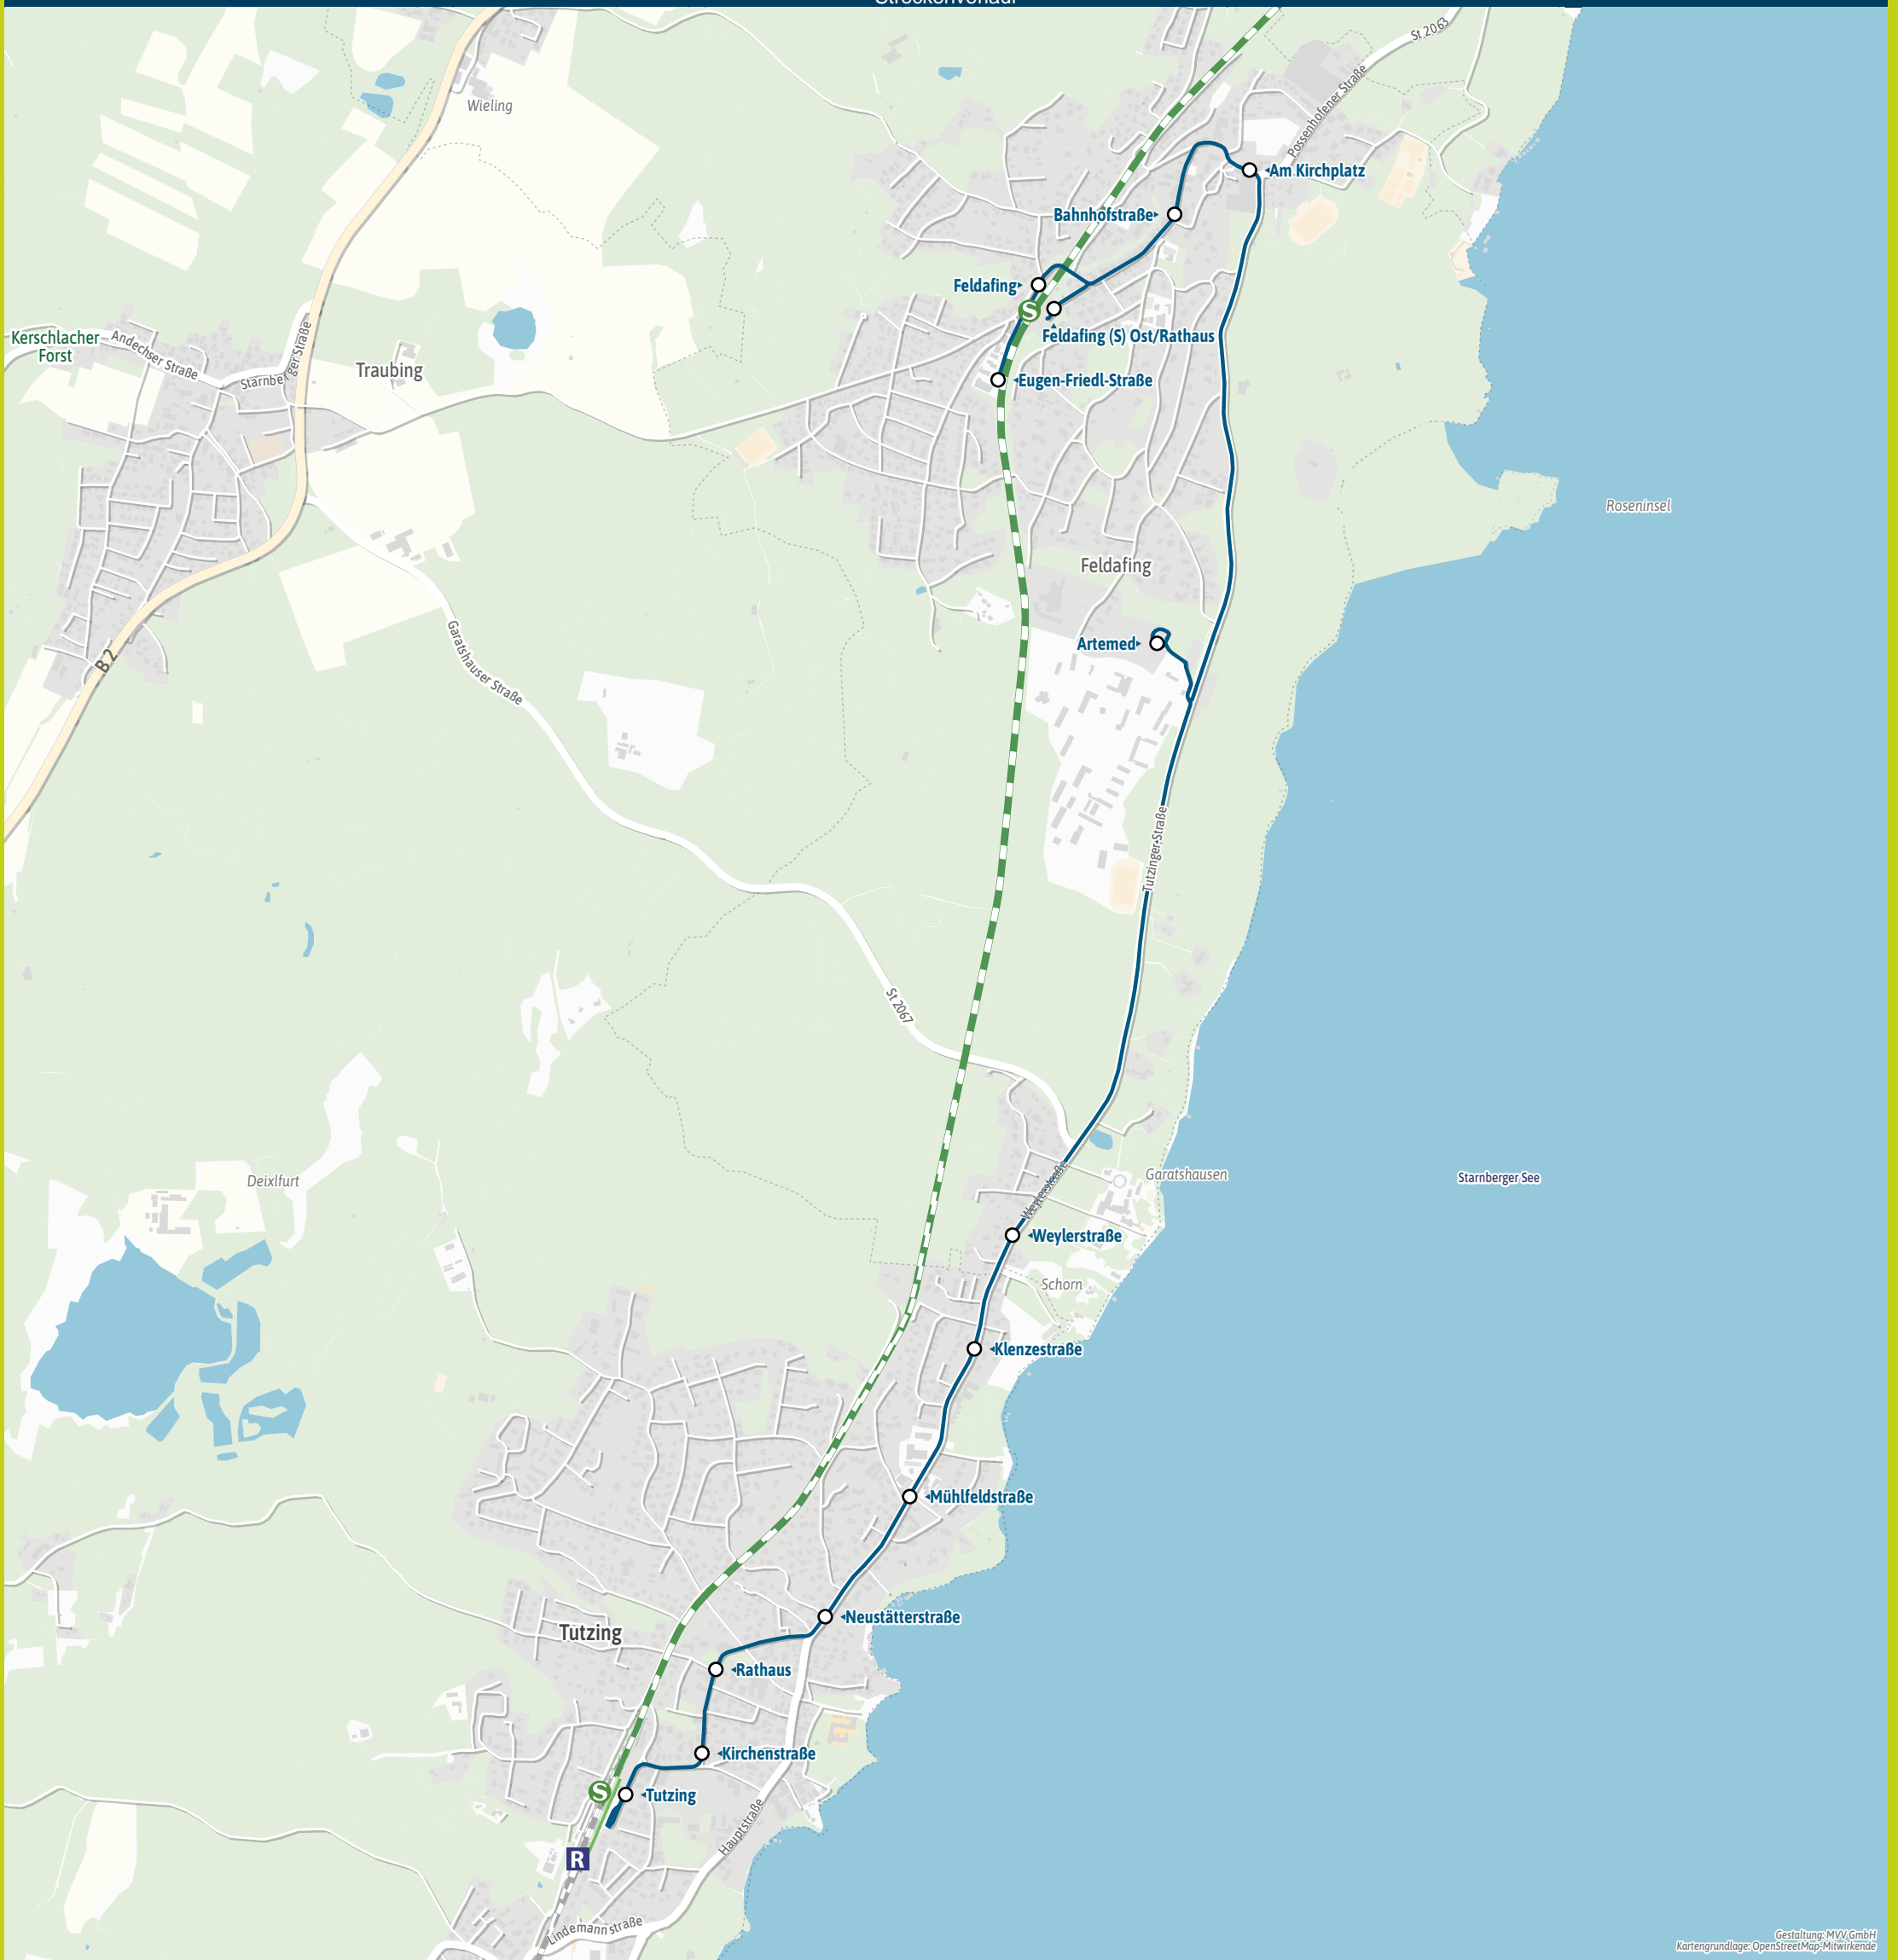 Streckenverlauf
St 2063
Possenhofener Straße
Wieling
Am Kirchplatz
Bahnhofstraße
Feldafing
S
Feldafing (S) Ost/Rathaus
Kerschlacher
Forst
Andechser Straße
Starnberger Straße
Traubing
Eugen-Friedl-Straße
Roseninsel
Feldafing
Artemed
B 2
Garatshauser Straße
Tutzinger Straße
St 2067
Deixlfurt
Garatshausen
Starnberger See
Weylerstraße
Weylerstraße
Schorn
Klenzestraße
Mühlfeldstraße
Neustätterstraße
Tutzing
Rathaus
Kirchenstraße
S
Tutzing
Hauptstraße
R
Lindemannstraße
Gestaltung: MVV GmbH
Kartengrundlage: OpenStreetMap-Mitwirkende